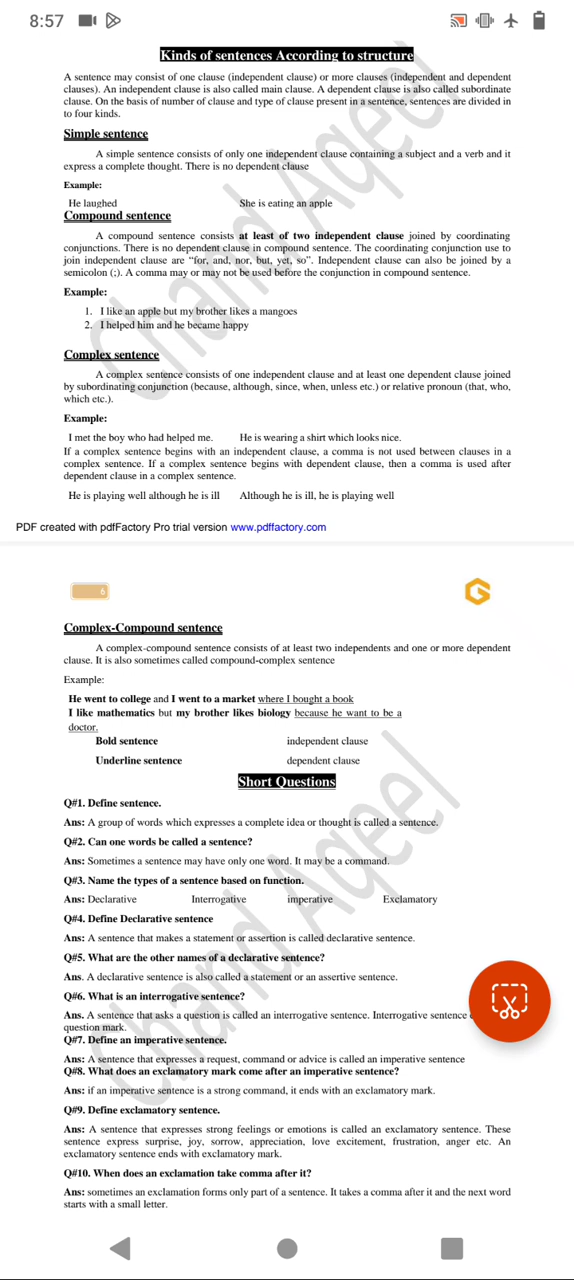 8:57
Kinds of sentences According to structure
A sentence may consist of one clause (independent clause) or more clauses (independent and dependent
clauses). An independent clause is also called main clause. A dependent clause is also called subordinate
clause. On the basis of number of clause and type of clause present in a sentence, sentences are divided in
to four kinds.
Simple sentence
A simple sentence consists of only one independent clause containing a subject and a verb and it
express a complete thought. There is no dependent clause
Example:
He laughed She is eating an apple
Compound sentence
A compound sentence consists at least of two independent clause joined by coordinating
conjunctions. There is no dependent clause in compound sentence. The coordinating conjunction use to
join independent clause are “for, and, nor, but, yet, so”. Independent clause can also be joined by a
semicolon (;). A comma may or may not be used before the conjunction in compound sentence.
Example:
1. I like an apple but my brother likes a mangoes
2. I helped him and he became happy
Complex sentence
A complex sentence consists of one independent clause and at least one dependent clause joined
by subordinating conjunction (because, although, since, when, unless etc.) or relative pronoun (that, who,
which etc.).
Example:
I met the boy who had helped me. He is wearing a shirt which looks nice.
If a complex sentence begins with an independent clause, a comma is not used between clauses in a
complex sentence. If a complex sentence begins with dependent clause, then a comma is used after
dependent clause in a complex sentence.
He is playing well although he is ill Although he is ill, he is playing well
Chand Aqeel
PDF created with pdfFactory Pro trial version www.pdffactory.com
6
G
Complex-Compound sentence
A complex-compound sentence consists of at least two independents and one or more dependent
clause. It is also sometimes called compound-complex sentence
Example:
He went to college and I went to a market where I bought a book
I like mathematics but my brother likes biology because he want to be a
doctor.
Bold sentence independent clause
Underline sentence dependent clause
Short Questions
Q#1. Define sentence.
Ans: A group of words which expresses a complete idea or thought is called a sentence.
Q#2. Can one words be called a sentence?
Ans: Sometimes a sentence may have only one word. It may be a command.
Q#3. Name the types of a sentence based on function.
Ans: Declarative Interrogative imperative Exclamatory
Q#4. Define Declarative sentence
Ans: A sentence that makes a statement or assertion is called declarative sentence.
Q#5. What are the other names of a declarative sentence?
Ans. A declarative sentence is also called a statement or an assertive sentence.
Q#6. What is an interrogative sentence?
Ans. A sentence that asks a question is called an interrogative sentence. Interrogative sentence
question mark.
Q#7. Define an imperative sentence.
Ans: A sentence that expresses a request, command or advice is called an imperative sentence
Q#8. What does an exclamatory mark come after an imperative sentence?
Ans: if an imperative sentence is a strong command, it ends with an exclamatory mark.
Q#9. Define exclamatory sentence.
Ans: A sentence that expresses strong feelings or emotions is called an exclamatory sentence. These
sentence express surprise, joy, sorrow, appreciation, love excitement, frustration, anger etc. An
exclamatory sentence ends with exclamatory mark.
Q#10. When does an exclamation take comma after it?
Ans: sometimes an exclamation forms only part of a sentence. It takes a comma after it and the next word
starts with a small letter.
Chand Aqeel